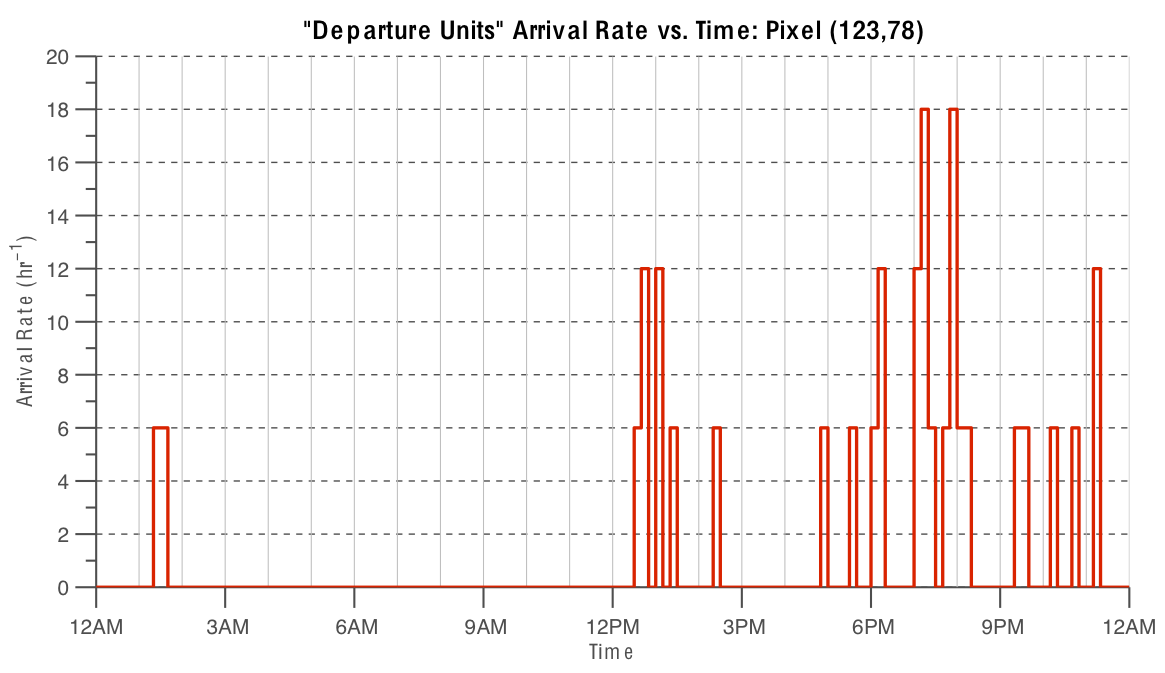 "Departure Units" Arrival Rate vs. Time: Pixel (123,78)
20
18
16
14
12
10
8
6
4
2
0
Arrival Rate (hr⁻¹)
12AM 3AM 6AM 9AM 12PM 3PM 6PM 9PM 12AM
Time